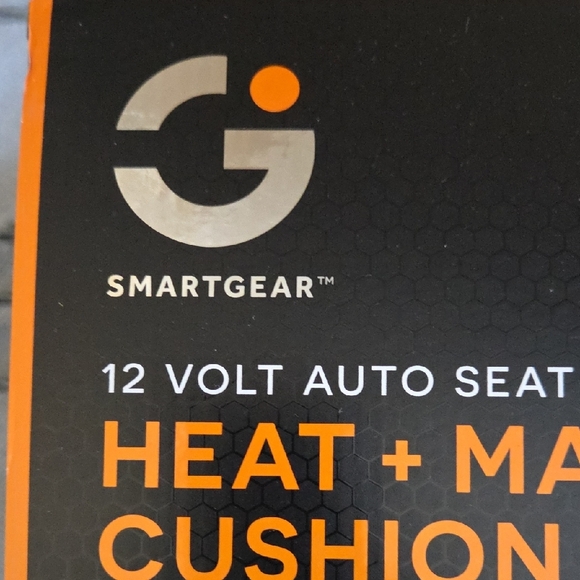 SMARTGEAR™
12 VOLT AUTO SEAT
HEAT + MA
CUSHION